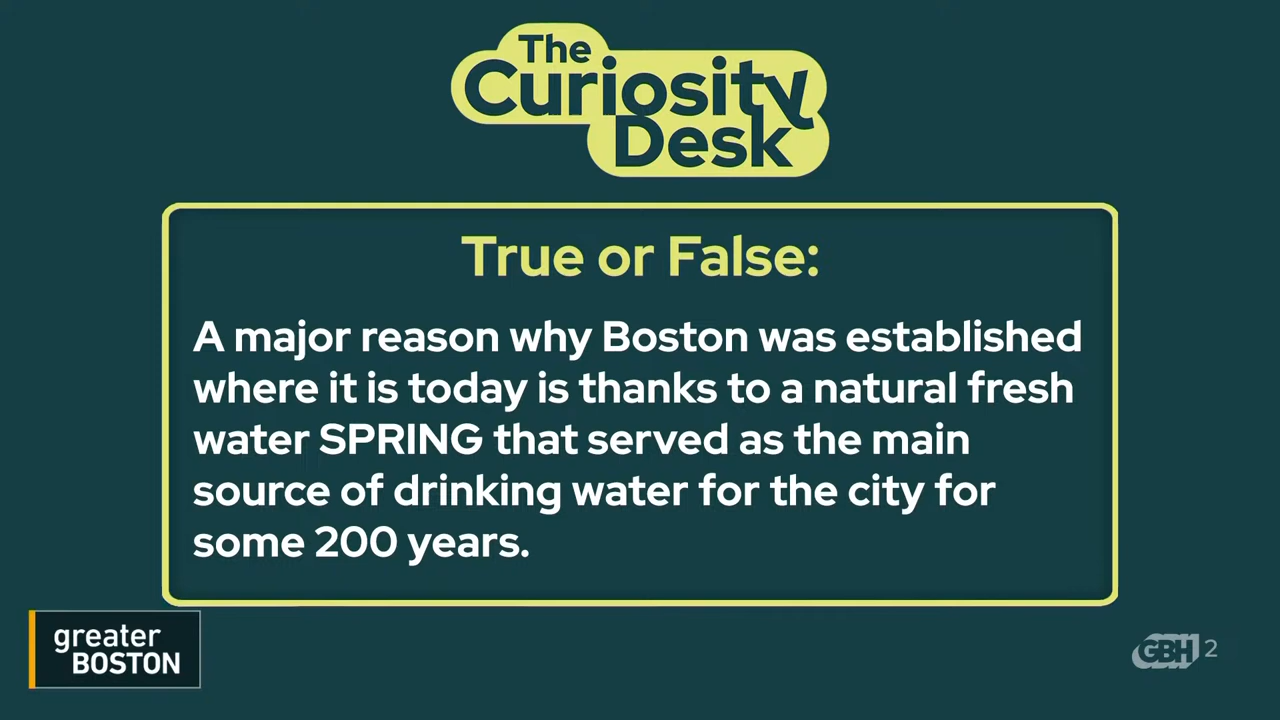 The
Curiosity
Desk
True or False:
A major reason why Boston was established
where it is today is thanks to a natural fresh
water SPRING that served as the main
source of drinking water for the city for
some 200 years.
greater
BOSTON
GBH 2